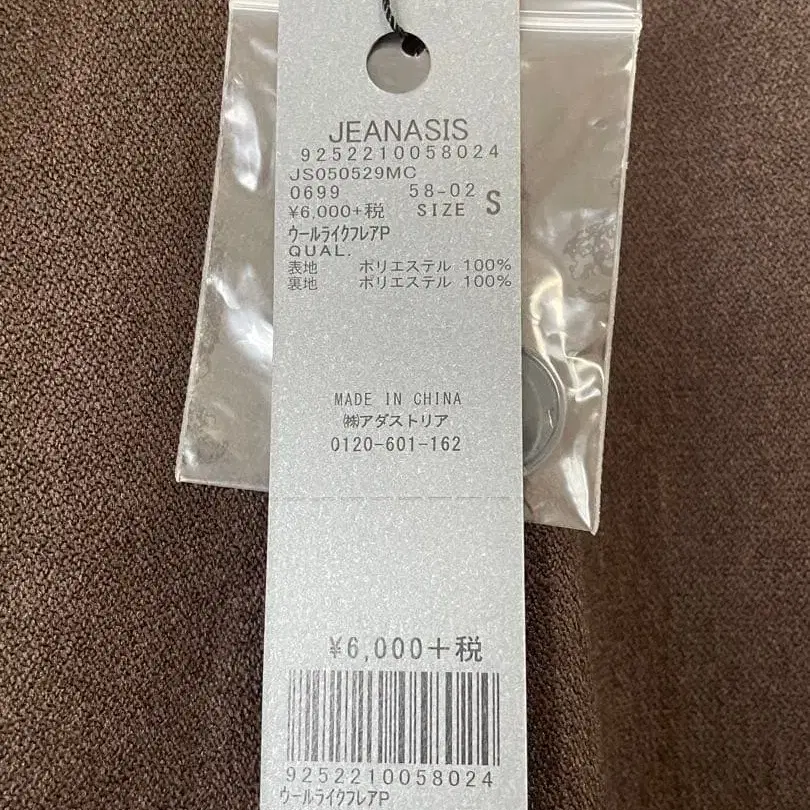 JEANASIS
9252210058024
JS050529MC
0699 58-02
¥6,000+税 SIZE S
ウールライクフレアP
QUAL.
表地 ポリエステル 100%
裏地 ポリエステル 100%
MADE IN CHINA
㈱アダストリア
0120-601-162
¥6,000+税
9252210058024
ウールライクフレアP